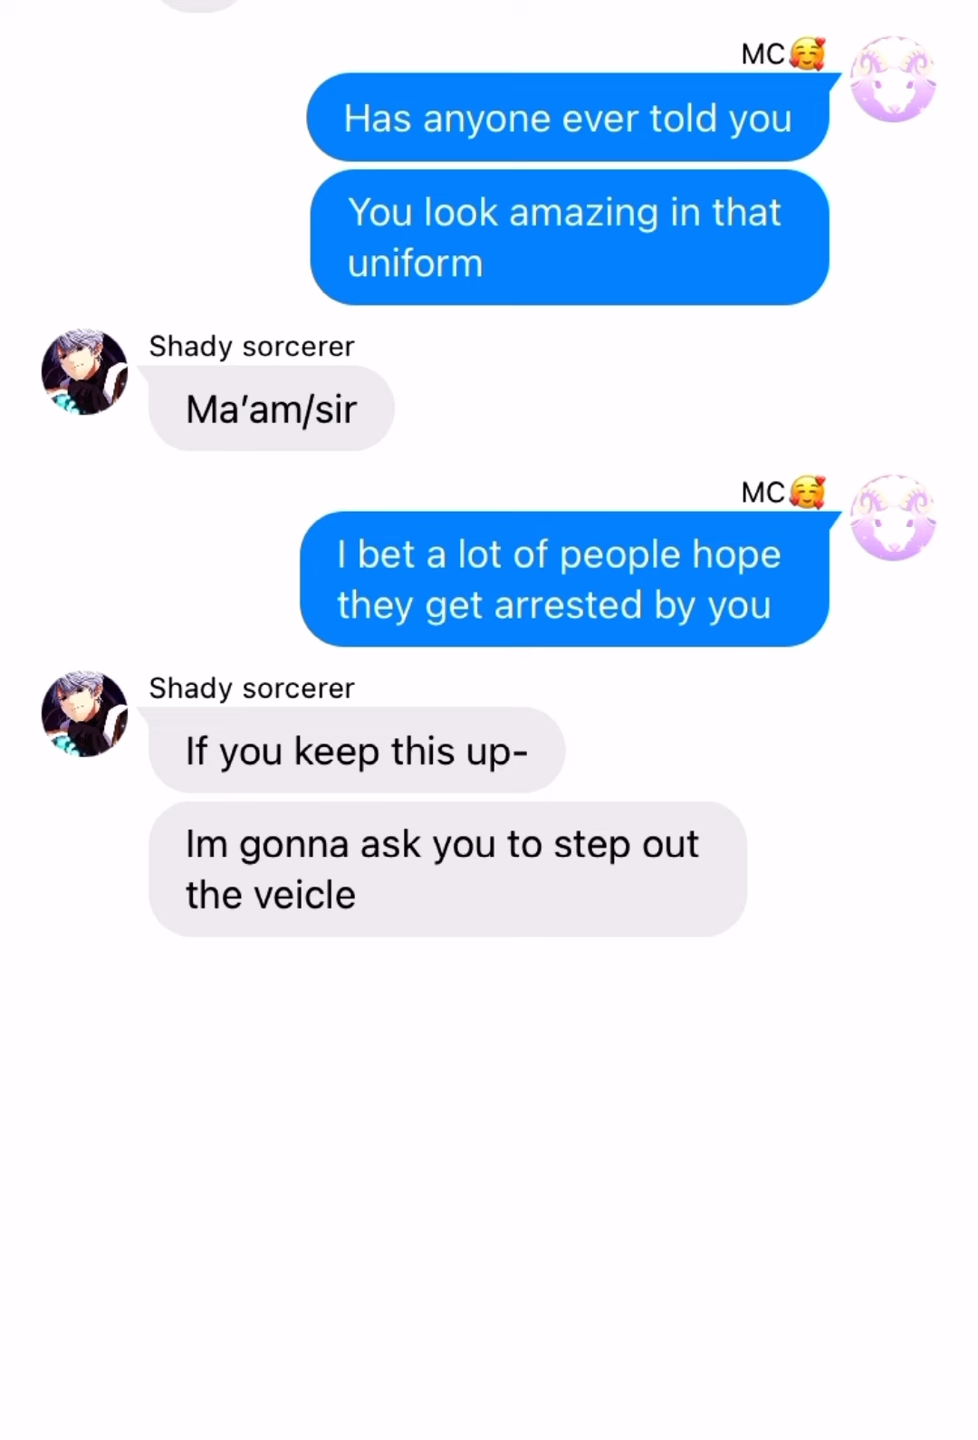 MC🥰
Has anyone ever told you
You look amazing in that
uniform
Shady sorcerer
Ma’am/sir
MC🥰
I bet a lot of people hope
they get arrested by you
Shady sorcerer
If you keep this up-
Im gonna ask you to step out
the veicle